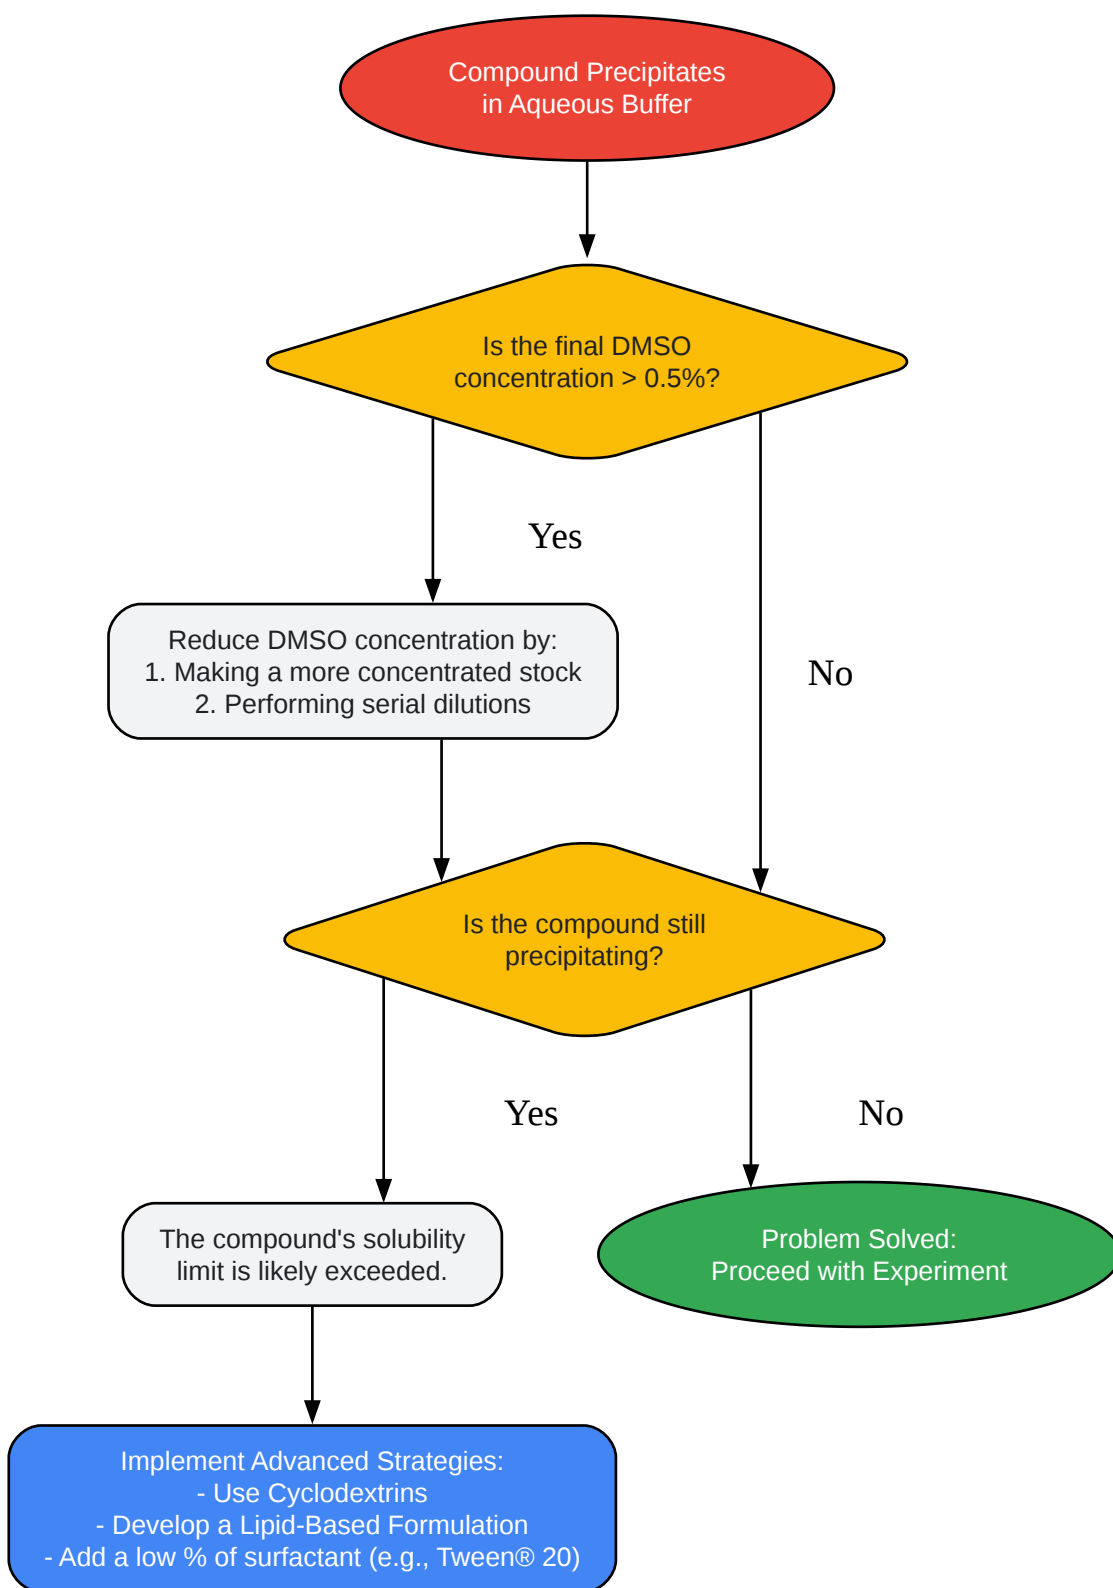 Compound Precipitates
in Aqueous Buffer
Is the final DMSO
concentration > 0.5%?
Yes
Reduce DMSO concentration by:
1. Making a more concentrated stock
2. Performing serial dilutions
No
Is the compound still
precipitating?
Yes
No
The compound's solubility
limit is likely exceeded.
Problem Solved:
Proceed with Experiment
Implement Advanced Strategies:
- Use Cyclodextrins
- Develop a Lipid-Based Formulation
- Add a low % of surfactant (e.g., Tween® 20)